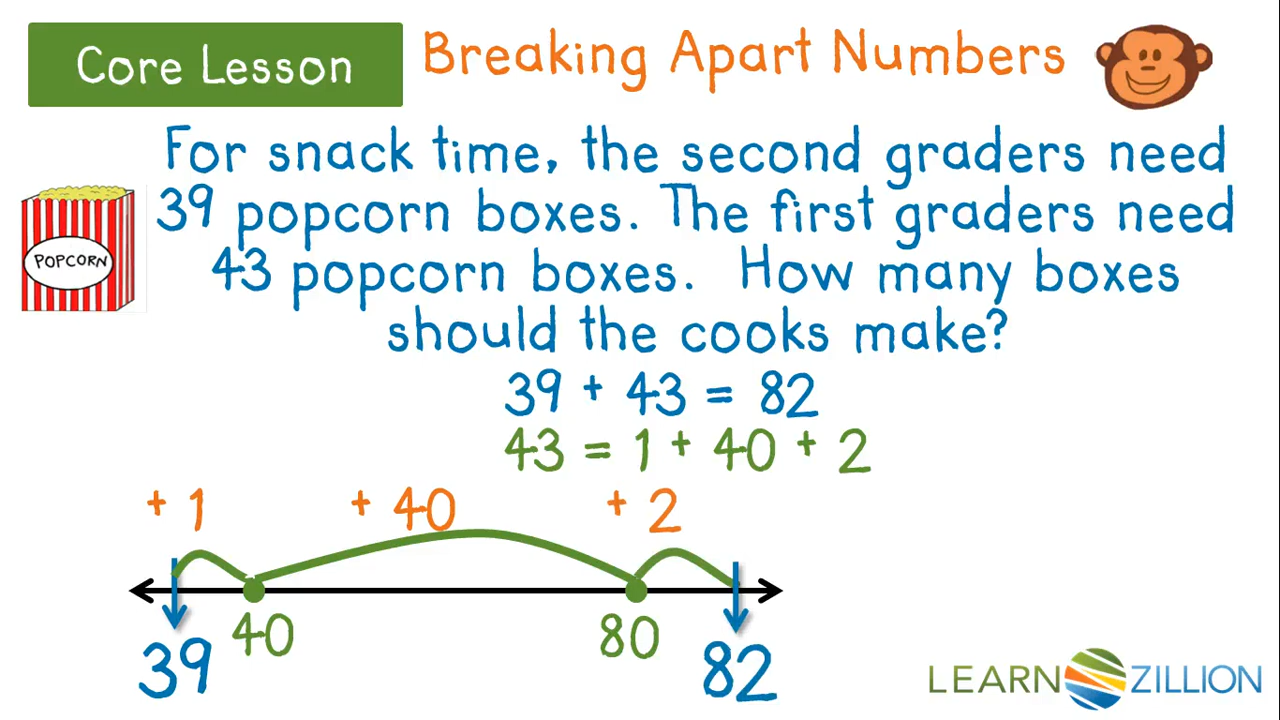 Core Lesson
Breaking Apart Numbers
For snack time, the second graders need
39 popcorn boxes. The first graders need
43 popcorn boxes. How many boxes
should the cooks make?
POPCORN
39 + 43 = 82
43 = 1 + 40 + 2
+ 1 + 40 + 2
40 80
39 82
LEARN ZILLION